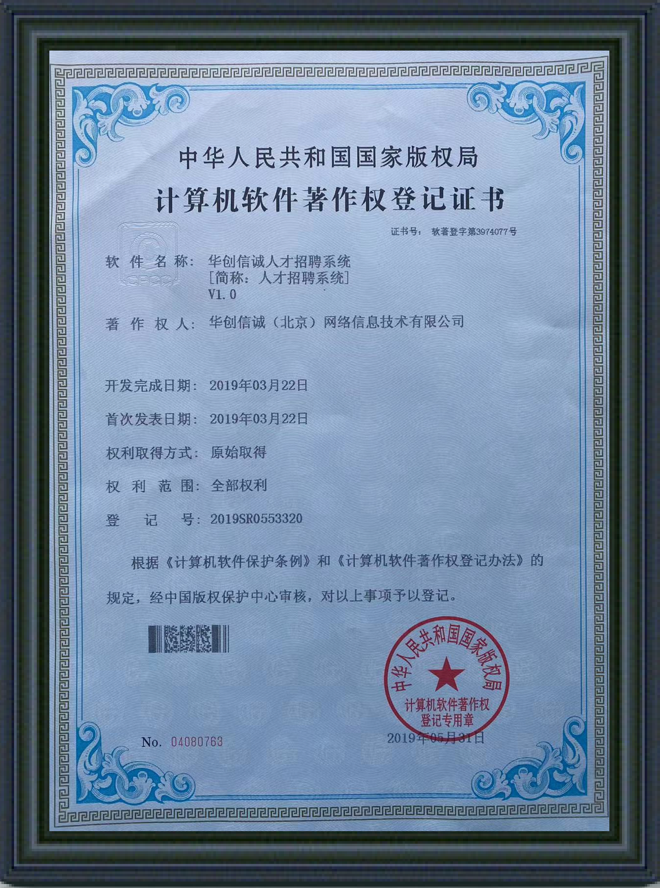 中华人民共和国国家版权局
计算机软件著作权登记证书
证书号： 软著登字第3974077号
软件名称： 华创信诚人才招聘系统
[简称：人才招聘系统]
V1.0
著作权人： 华创信诚（北京）网络信息技术有限公司
开发完成日期： 2019年03月22日
首次发表日期： 2019年03月22日
权利取得方式： 原始取得
权利范围： 全部权利
登记号： 2019SR0553320
根据《计算机软件保护条例》和《计算机软件著作权登记办法》的
规定，经中国版权保护中心审核，对以上事项予以登记。
中华人民共和国国家版权局
计算机软件著作权
登记专用章
No. 04080763
2019年05月31日